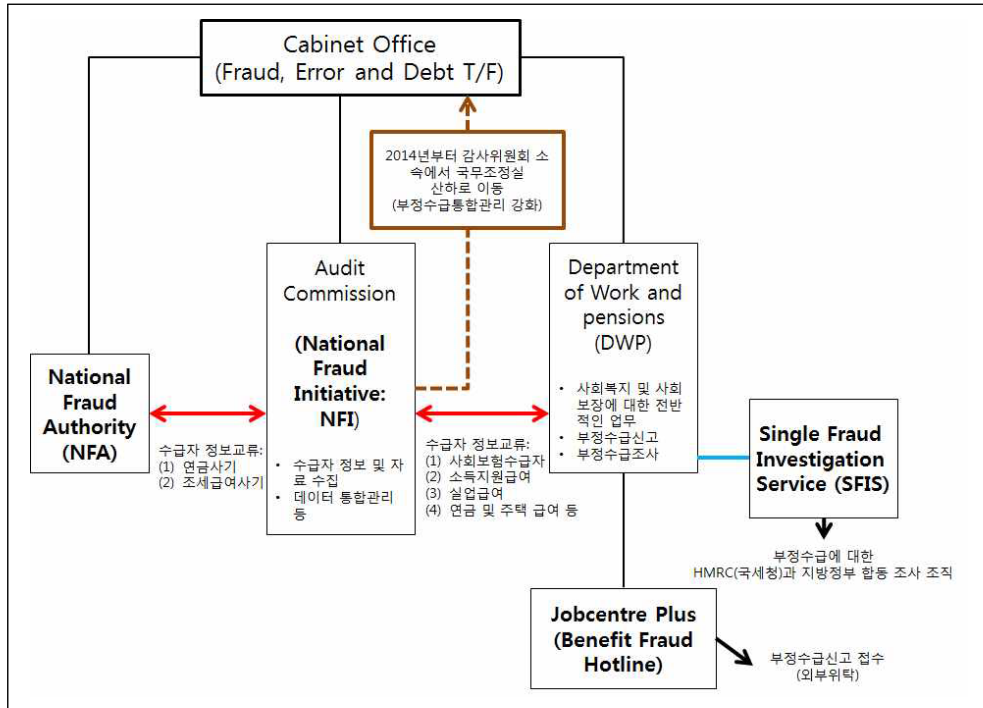 Cabinet Office
(Fraud, Error and Debt T/F)
2014년부터 감사위원회 소
속에서 국무조정실
산하로 이동
(부정수급통합관리 강화)
Audit
Commission
(National
Fraud
Initiative:
NFI)
• 수급자 정보 및 자
료 수집
• 데이터 통합관리
등
Department
of Work and
pensions
(DWP)
• 사회복지 및 사회
보장에 대한 전반
적인 업무
• 부정수급신고
• 부정수급조사
National
Fraud
Authority
(NFA)
수급자 정보교류:
(1) 연금사기
(2) 조세급여사기
수급자 정보교류:
(1) 사회보험수급자
(2) 소득지원급여
(3) 실업급여
(4) 연금 및 주택 급여 등
Single Fraud
Investigation
Service (SFIS)
부정수급에 대한
HMRC(국세청)과 지방정부 합동 조사 조직
Jobcentre Plus
(Benefit Fraud
Hotline)
부정수급신고 접수
(외부위탁)